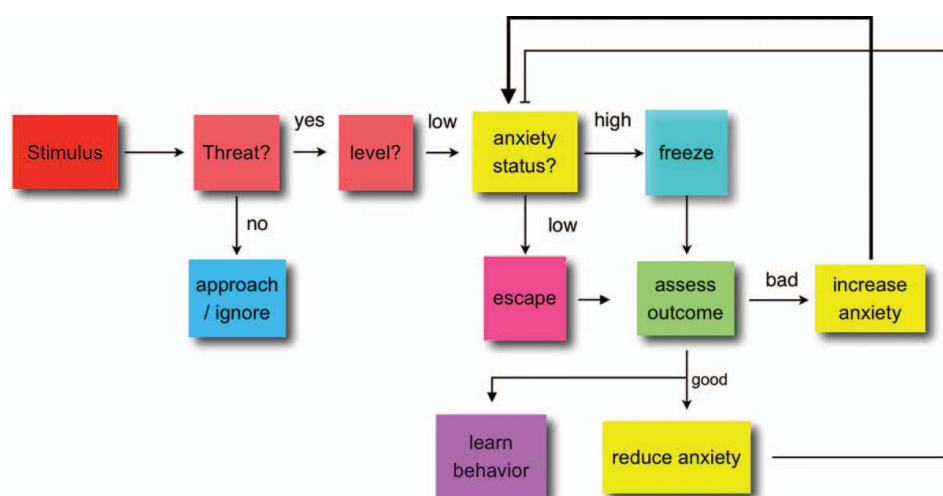 Stimulus
Threat?
yes
level?
low
anxiety
status?
high
freeze
no
low
approach
/ ignore
escape
assess
outcome
bad
increase
anxiety
good
learn
behavior
reduce anxiety